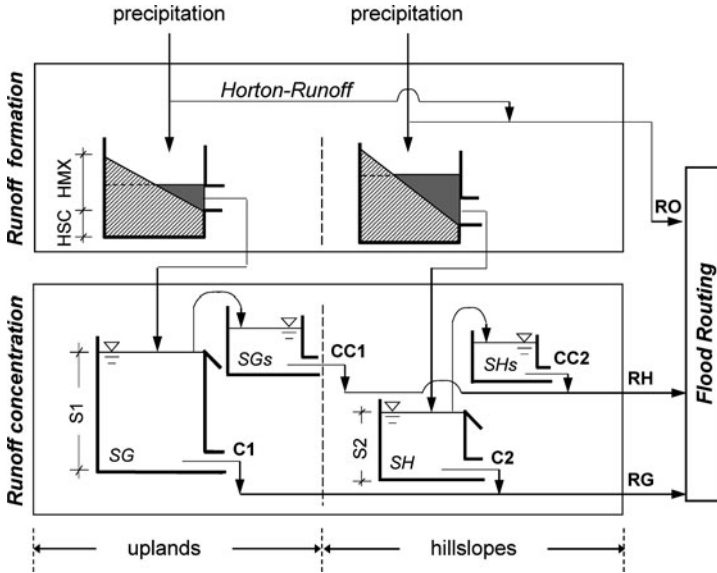 precipitation
precipitation
Runoff formation
Horton-Runoff
HMX
HSC
RO
Flood Routing
Runoff concentration
SGs
CC1
SHs
CC2
RH
S1
SG
C1
S2
SH
C2
RG
uplands
hillslopes